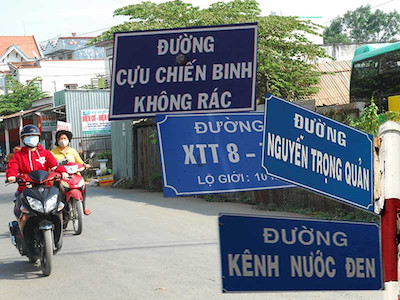 ĐƯỜNG
CỰU CHIẾN BINH
KHÔNG RÁC
ĐƯỜNG
XTT 8 -
LỘ GIỚI: 10
ĐƯỜNG
NGUYỄN TRỌNG QUẢN
ĐƯỜNG
KÊNH NƯỚC ĐEN